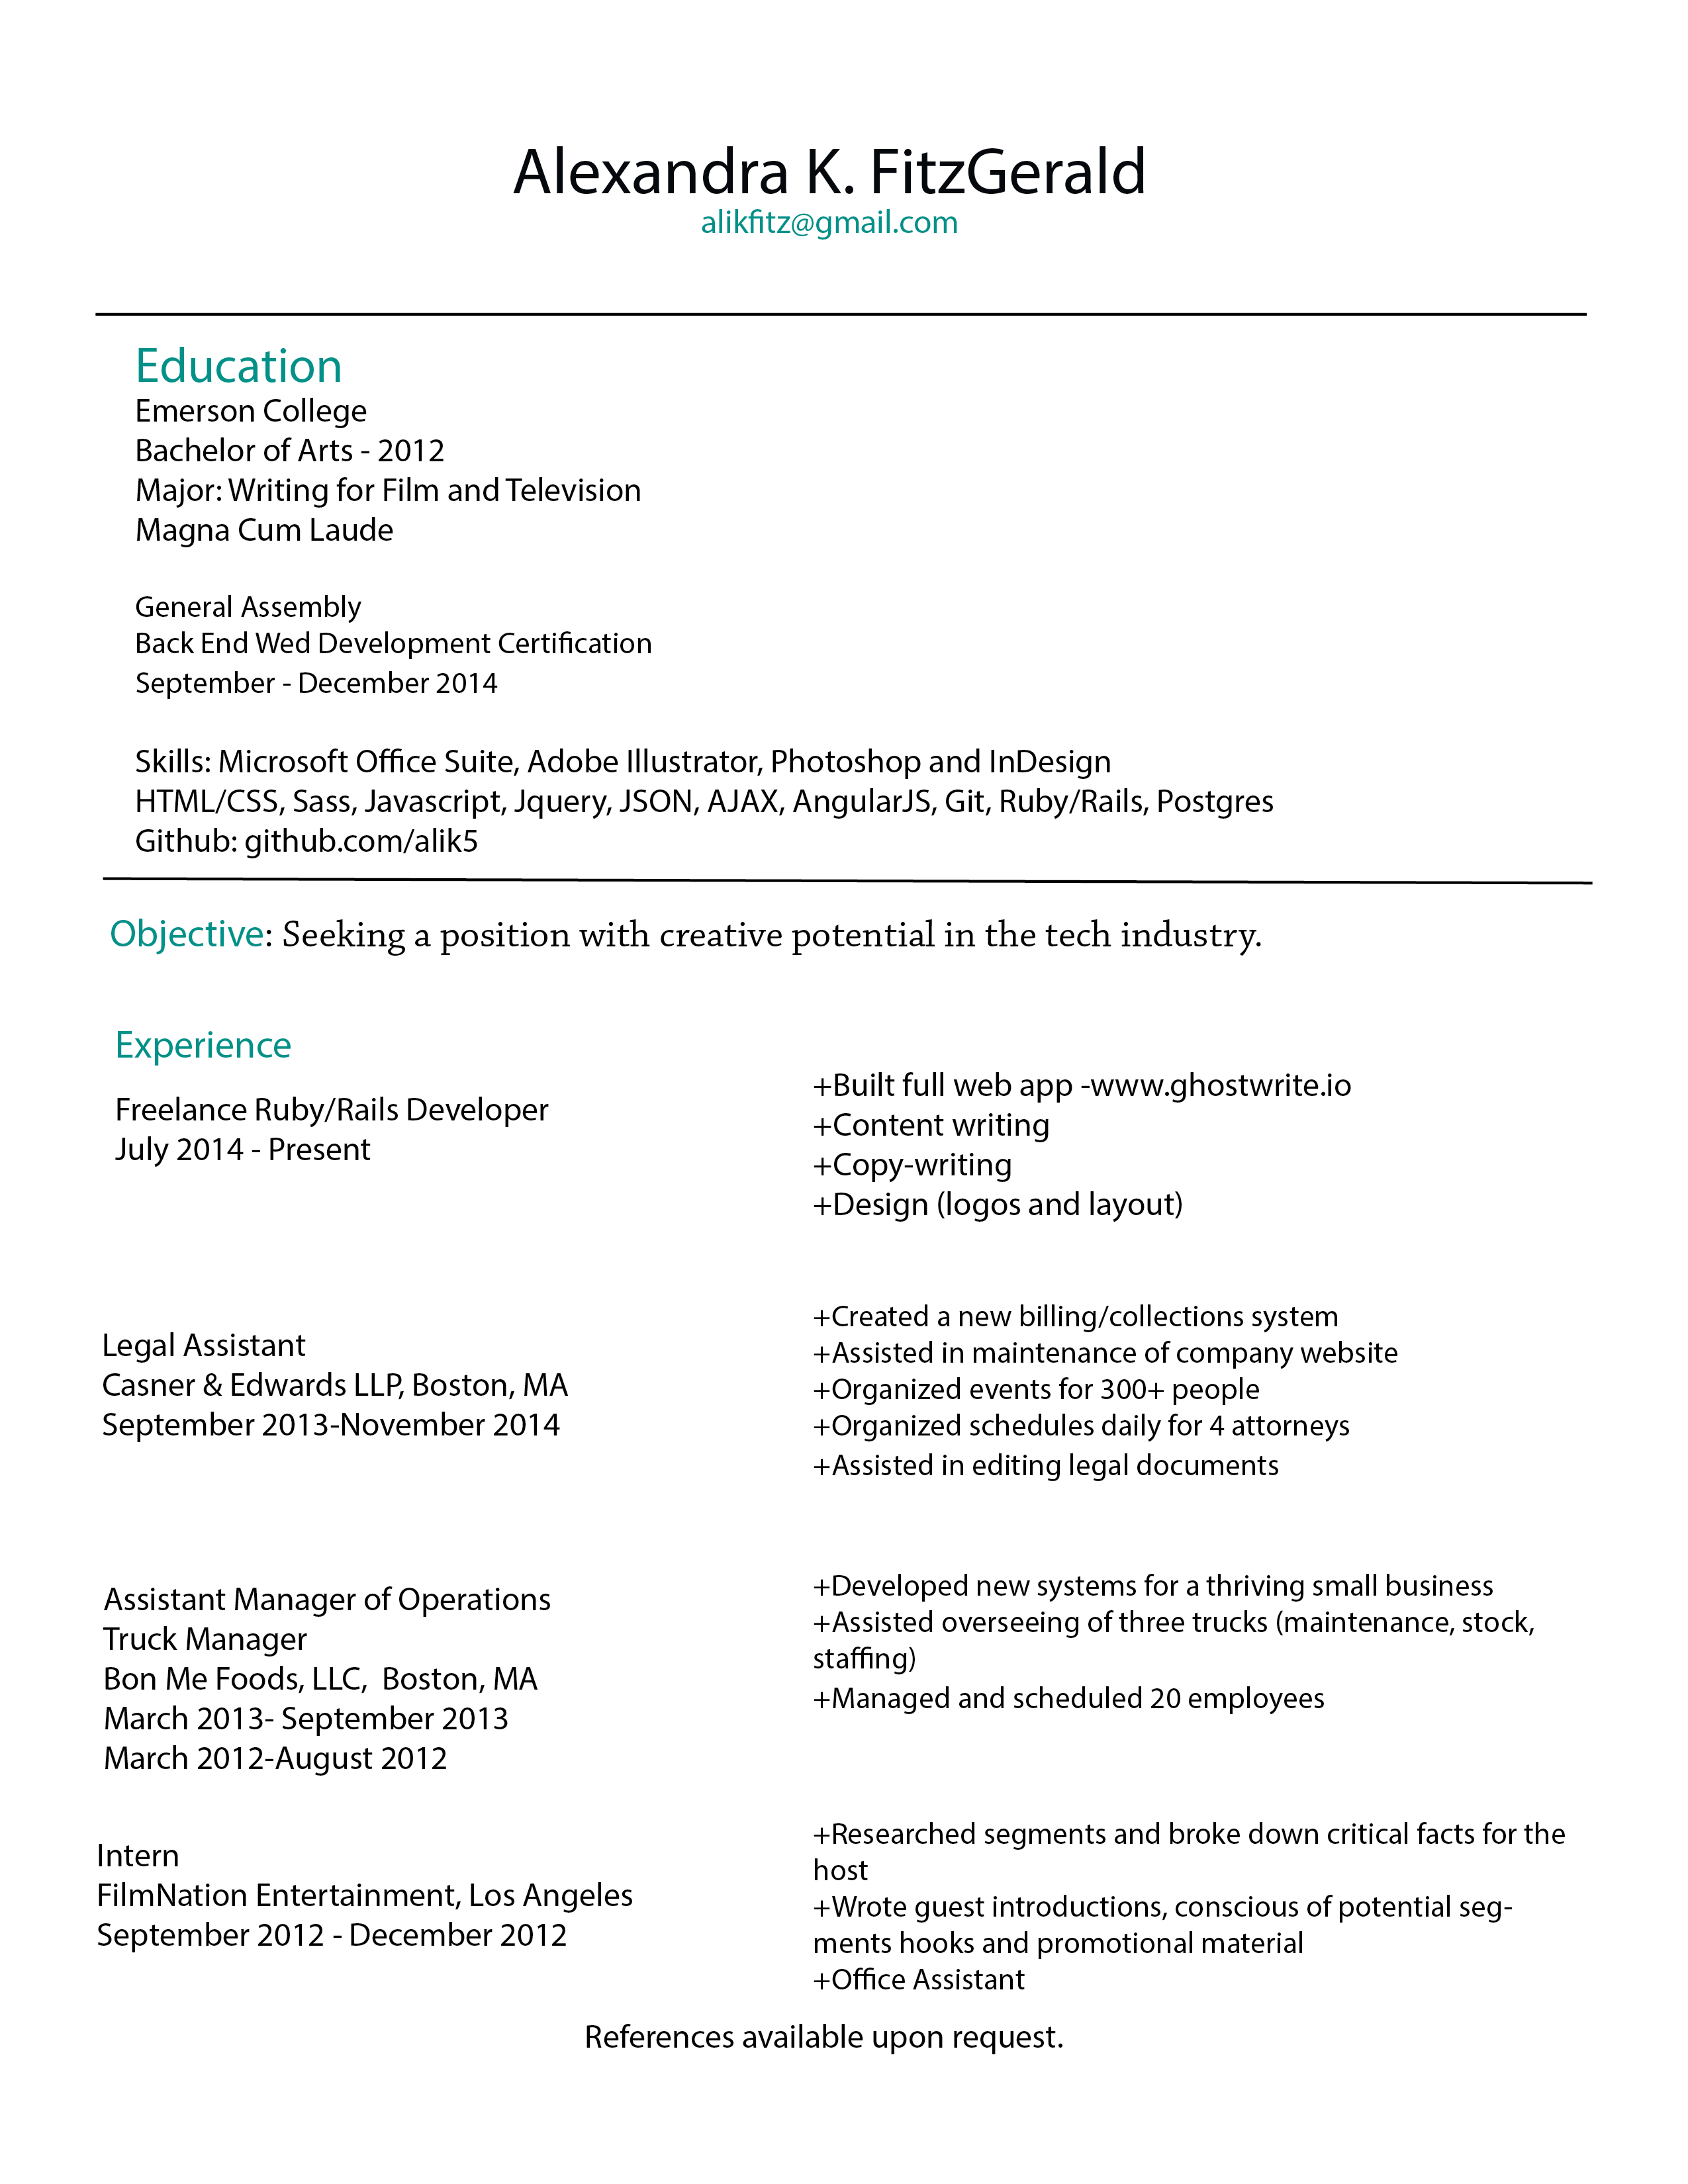 Alexandra K. FitzGerald
alikfitz@gmail.com
Education
Emerson College
Bachelor of Arts - 2012
Major: Writing for Film and Television
Magna Cum Laude
General Assembly
Back End Wed Development Certification
September - December 2014
Skills: Microsoft Office Suite, Adobe Illustrator, Photoshop and InDesign
HTML/CSS, Sass, Javascript, Jquery, JSON, AJAX, AngularJS, Git, Ruby/Rails, Postgres
Github: github.com/alik5
Objective: Seeking a position with creative potential in the tech industry.
Experience
Freelance Ruby/Rails Developer
July 2014 - Present
+Built full web app -www.ghostwrite.io
+Content writing
+Copy-writing
+Design (logos and layout)
Legal Assistant
Casner & Edwards LLP, Boston, MA
September 2013-November 2014
+Created a new billing/collections system
+Assisted in maintenance of company website
+Organized events for 300+ people
+Organized schedules daily for 4 attorneys
+Assisted in editing legal documents
Assistant Manager of Operations
Truck Manager
Bon Me Foods, LLC,  Boston, MA
March 2013- September 2013
March 2012-August 2012
+Developed new systems for a thriving small business
+Assisted overseeing of three trucks (maintenance, stock,
staffing)
+Managed and scheduled 20 employees
Intern
FilmNation Entertainment, Los Angeles
September 2012 - December 2012
+Researched segments and broke down critical facts for the
host
+Wrote guest introductions, conscious of potential seg-
ments hooks and promotional material
+Office Assistant
References available upon request.